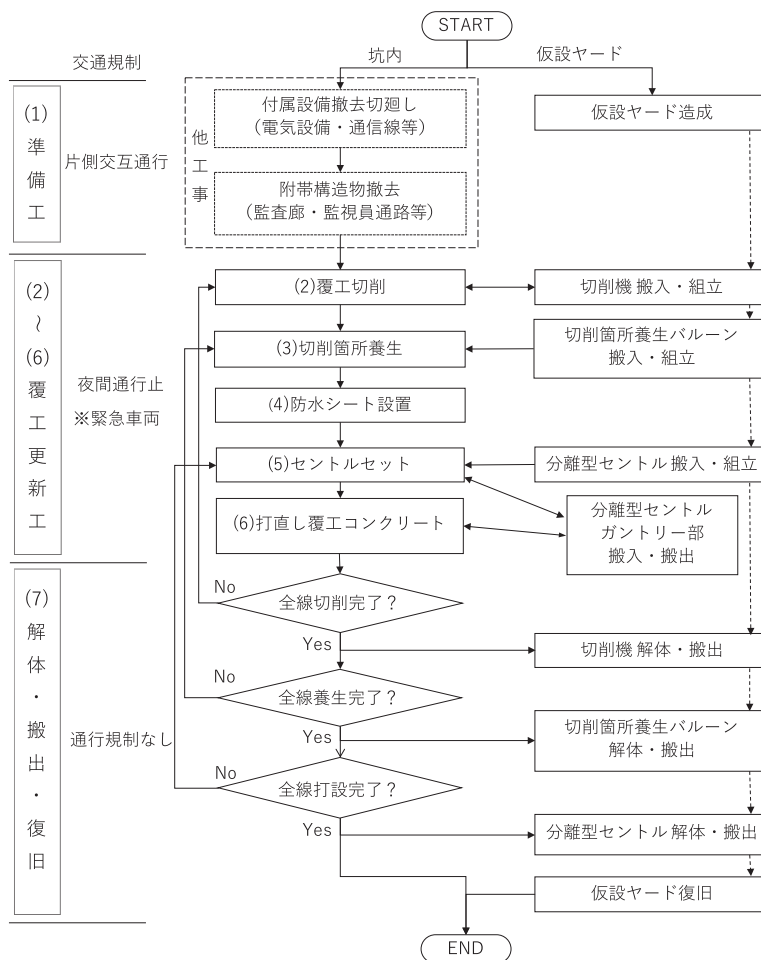 START
坑内
仮設ヤード
交通規制
(1)
準
備
工
片側交互通行
他
工
事
付属設備撤去切廻し
(電気設備・通信線等)
附帯構造物撤去
(監査廊・監視員通路等)
仮設ヤード造成
(2)
～
(6)
覆
工
更
新
工
夜間通行止
※緊急車両
(2)覆工切削
切削機 搬入・組立
(3)切削箇所養生
切削箇所養生バルーン
搬入・組立
(4)防水シート設置
(5)セントルセット
分離型セントル 搬入・組立
(6)打直し覆工コンクリート
分離型セントル
ガントリー部
搬入・搬出
(7)
解
体
・
搬
出
・
復
旧
通行規制なし
No
全線切削完了？
Yes
切削機 解体・搬出
No
全線養生完了？
Yes
切削箇所養生バルーン
解体・搬出
No
全線打設完了？
Yes
分離型セントル 解体・搬出
仮設ヤード復旧
END